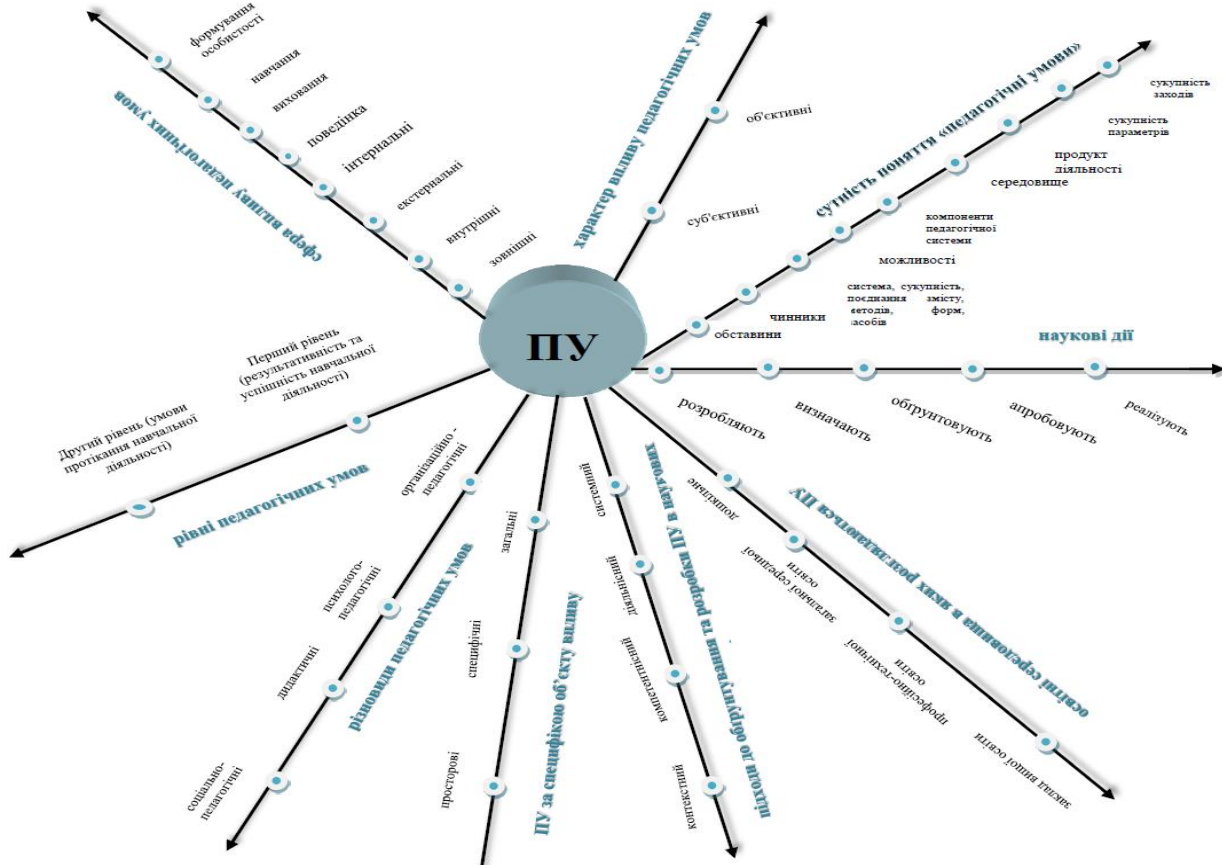 ПУ
сфера впливу педагогічних умов
формування
особистості
навчання
виховання
поведінка
інтернальні
екстернальні
внутрішні
зовнішні
характер впливу педагогічних умов
об'єктивні
суб'єктивні
сутність поняття «педагогічні умови»
сукупність
заходів
сукупність
параметрів
продукт
діяльності
середовище
компоненти
педагогічної
системи
можливості
система, сукупність,
поєднання змісту,
методів, форм,
засобів
чинники
обставини
наукові дії
розробляють
визначають
обґрунтовують
апробовують
реалізують
освітні середовища в яких розглядаються ПУ
дошкільне
загальної середньої
освіти
професійно-технічної
освіти
заклад вищої освіти
підходи до обґрунтування та розробки ПУ в наукових
системний
діяльнісний
компетентнісний
контекстний
ПУ за специфікою об'єкту впливу
загальні
специфічні
просторові
різновиди педагогічних умов
організаційно -
педагогічні
психолого-
педагогічні
дидактичні
соціально-
педагогічні
рівні педагогічних умов
Перший рівень
(результативність та
успішність навчальної
діяльності)
Другий рівень (умови
протікання навчальної
діяльності)